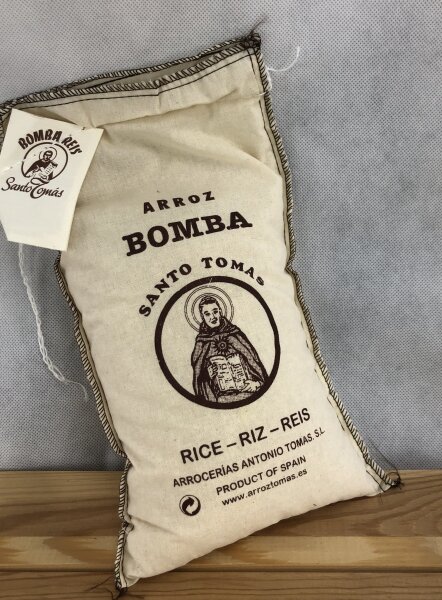 BOMBA REIS
Santo Tomás
ARROZ
BOMBA
SANTO TOMAS
RICE – RIZ – REIS
ARROCERÍAS ANTONIO TOMAS, S.L
PRODUCT OF SPAIN
www.arroztomas.es